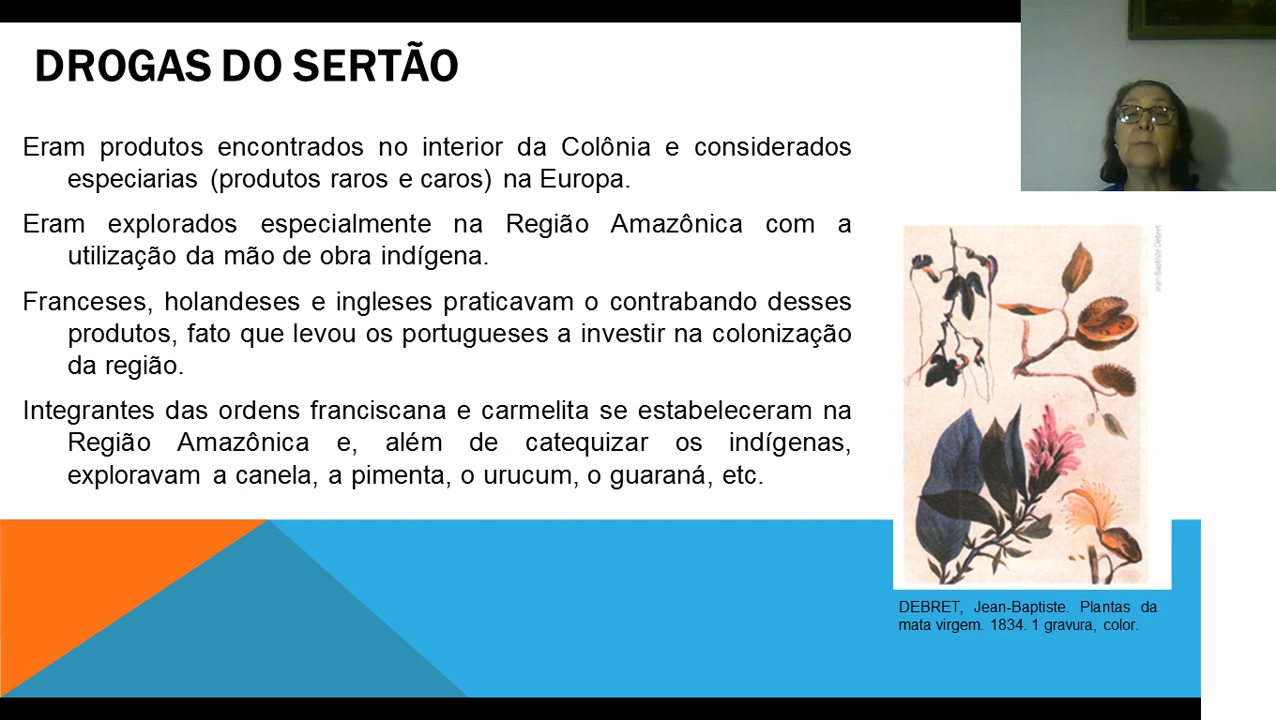 DROGAS DO SERTÃO
Eram produtos encontrados no interior da Colônia e considerados
especiarias (produtos raros e caros) na Europa.
Eram explorados especialmente na Região Amazônica com a
utilização da mão de obra indígena.
Franceses, holandeses e ingleses praticavam o contrabando desses
produtos, fato que levou os portugueses a investir na colonização
da região.
Integrantes das ordens franciscana e carmelita se estabeleceram na
Região Amazônica e, além de catequizar os indígenas,
exploravam a canela, a pimenta, o urucum, o guaraná, etc.
Jean-Baptiste Debret
DEBRET, Jean-Baptiste. Plantas da
mata virgem. 1834. 1 gravura, color.